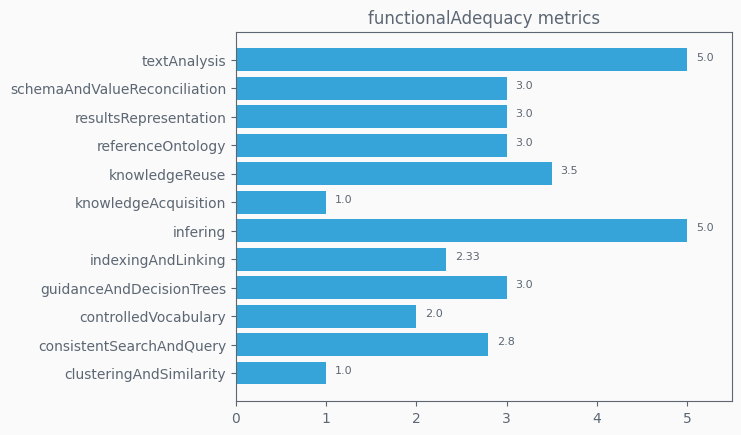 functionalAdequacy metrics
textAnalysis 5.0
schemaAndValueReconciliation 3.0
resultsRepresentation 3.0
referenceOntology 3.0
knowledgeReuse 3.5
knowledgeAcquisition 1.0
infering 5.0
indexingAndLinking 2.33
guidanceAndDecisionTrees 3.0
controlledVocabulary 2.0
consistentSearchAndQuery 2.8
clusteringAndSimilarity 1.0
0 1 2 3 4 5